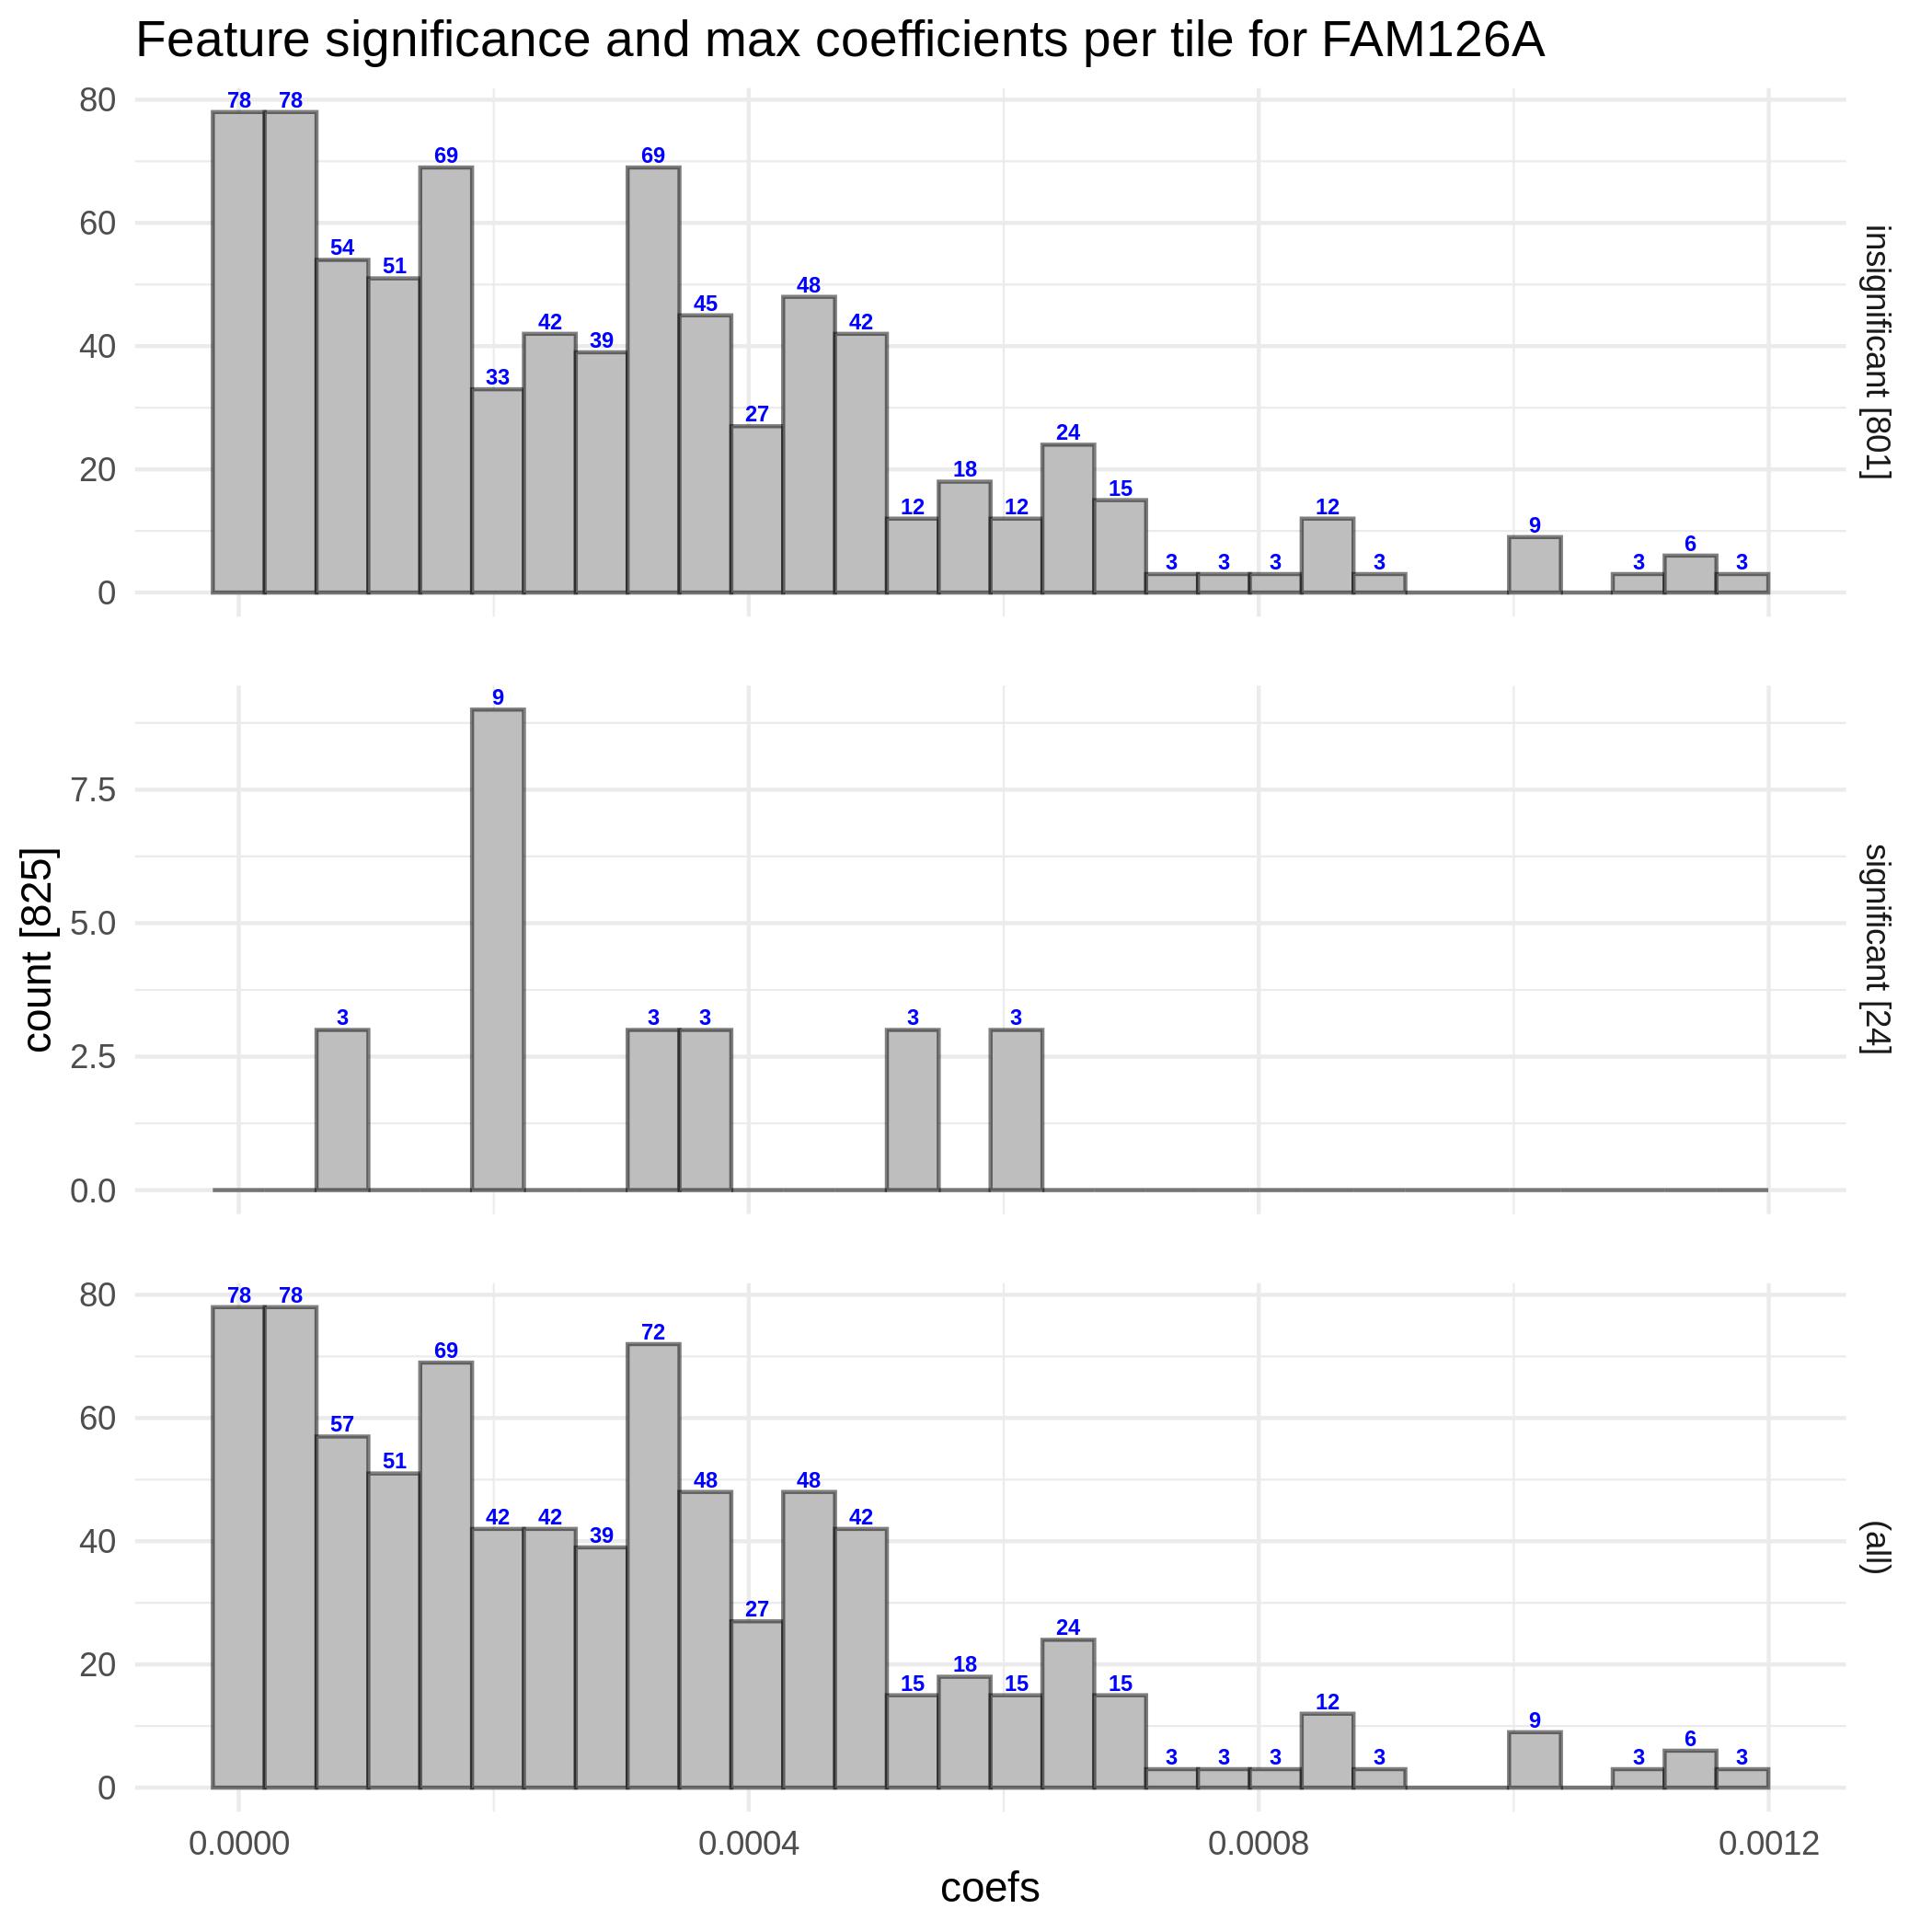 Feature significance and max coefficients per tile for FAM126A
80
60
40
20
0
78 78 54 51 69 33 42 39 69 45 27 48 42 12 18 12 24 15 3 3 3 12 3 9 3 6 3
insignificant [801]
count [825]
7.5
5.0
2.5
0.0
3 9 3 3 3 3
significant [24]
80
60
40
20
0
78 78 57 51 69 42 42 39 72 48 27 48 42 15 18 15 24 15 3 3 3 12 3 9 3 6 3
(all)
0.0000 0.0004 0.0008 0.0012
coefs